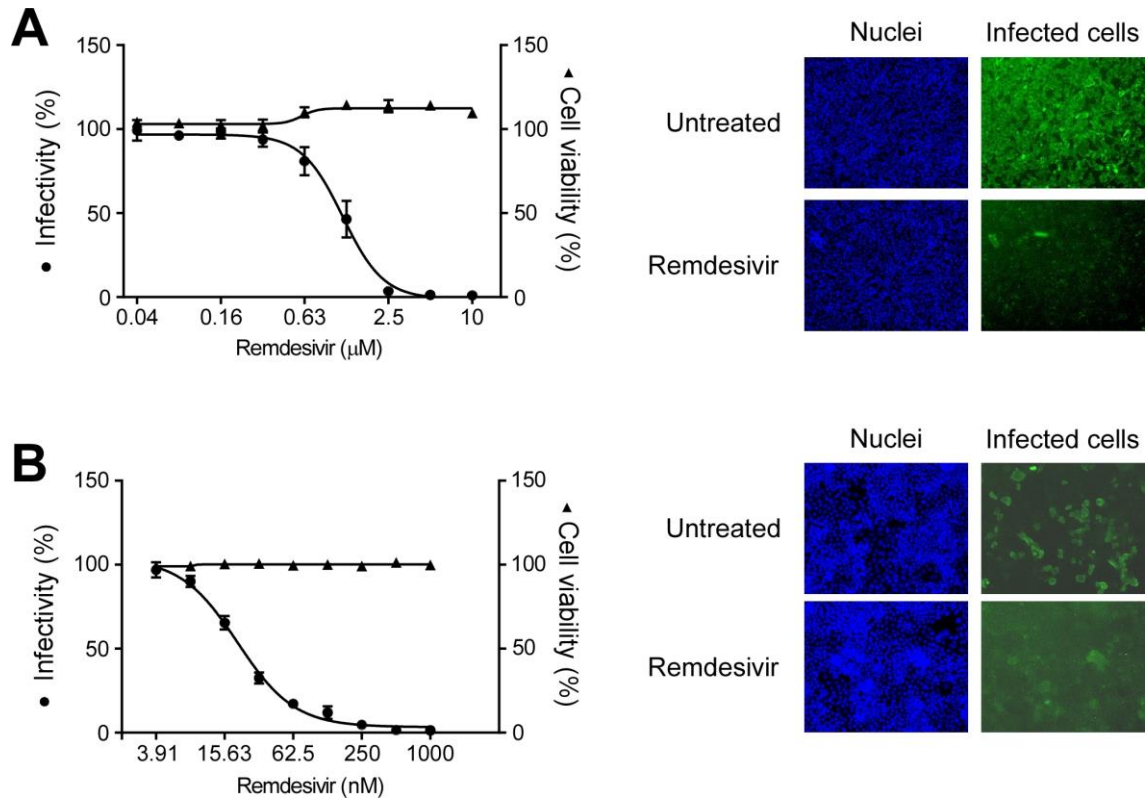 A
150
100
50
0
● Infectivity (%)
150
100
50
0
▲ Cell viability (%)
0.04 0.16 0.63 2.5 10
Remdesivir (μM)
Nuclei Infected cells
Untreated
Remdesivir
B
150
100
50
0
● Infectivity (%)
150
100
50
0
▲ Cell viability (%)
3.91 15.63 62.5 250 1000
Remdesivir (nM)
Nuclei Infected cells
Untreated
Remdesivir